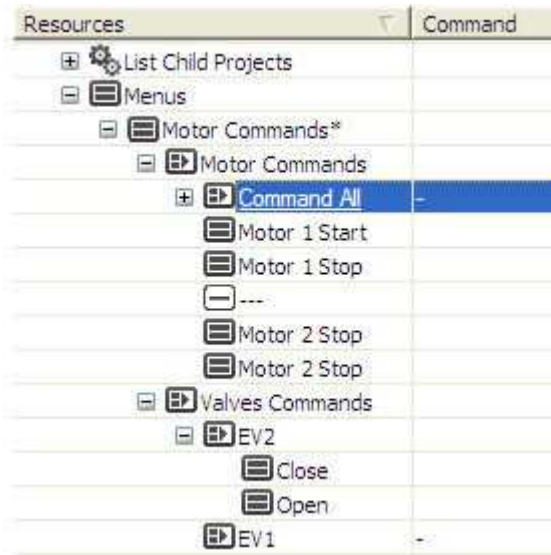 Resources Command
List Child Projects
Menus
Motor Commands*
Motor Commands
Command All -
Motor 1 Start
Motor 1 Stop
---
Motor 2 Stop
Motor 2 Stop
Valves Commands
EV2
Close
Open
EV1 -